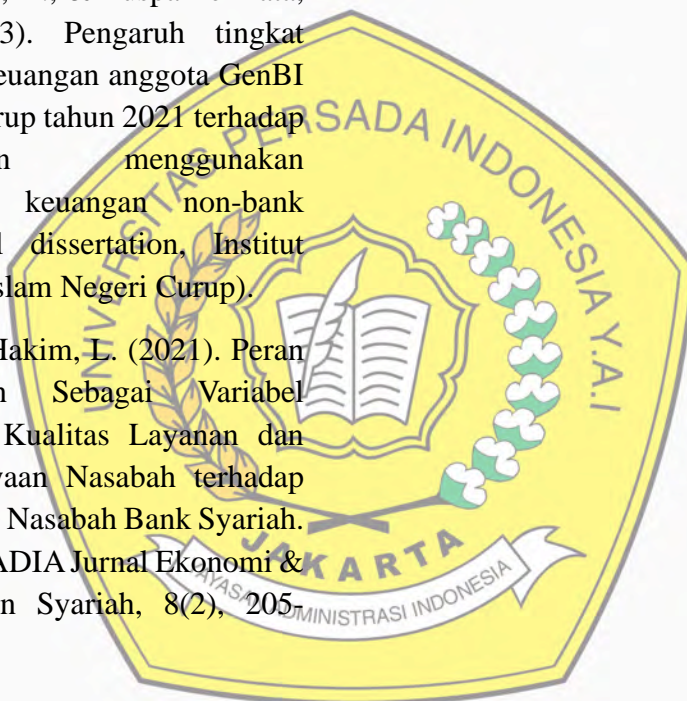 3). Pengaruh tingkat
euangan anggota GenBI
rup tahun 2021 terhadap
n menggunakan
keuangan non-bank
l dissertation, Institut
slam Negeri Curup).
Hakim, L. (2021). Peran
n Sebagai Variabel
Kualitas Layanan dan
yaan Nasabah terhadap
Nasabah Bank Syariah.
ADIA Jurnal Ekonomi &
n Syariah, 8(2), 205-
UNIVERSITAS PERSADA INDONESIA Y.A.I
JAKARTA
YAYASAN ADMINISTRASI INDONESIA